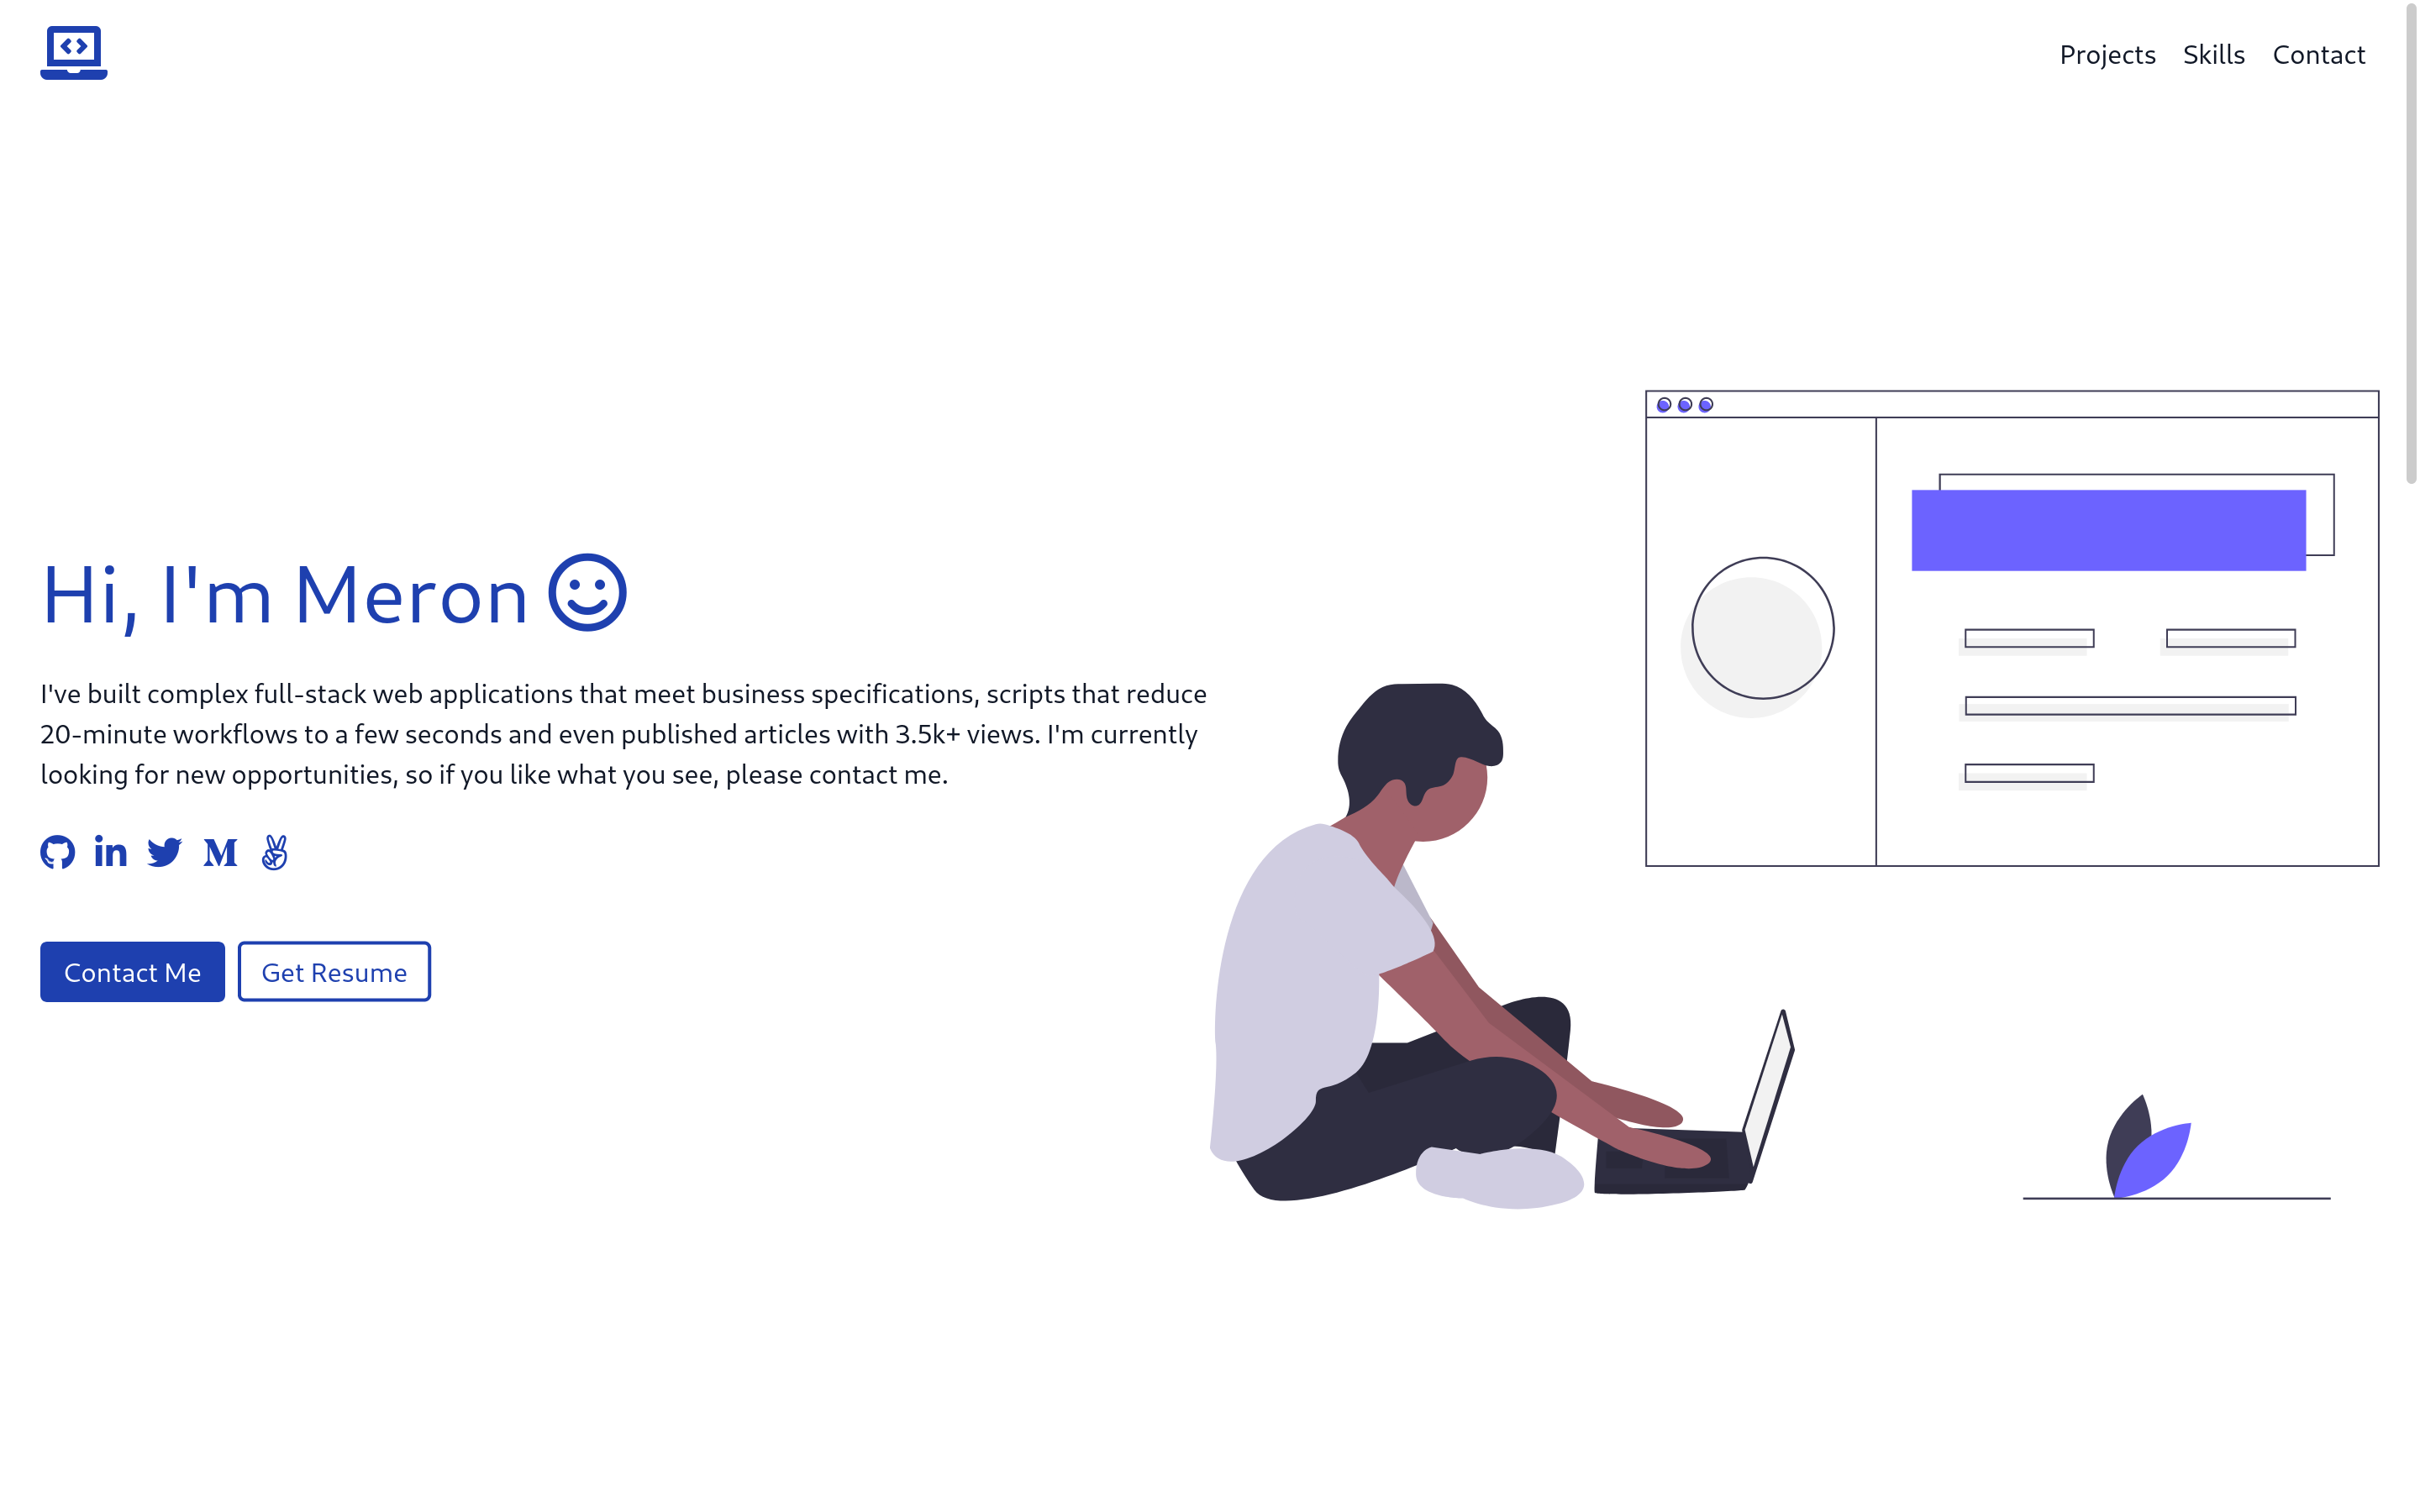 Projects Skills Contact
Hi, I'm Meron
I've built complex full-stack web applications that meet business specifications, scripts that reduce
20-minute workflows to a few seconds and even published articles with 3.5k+ views. I'm currently
looking for new opportunities, so if you like what you see, please contact me.
Contact Me Get Resume